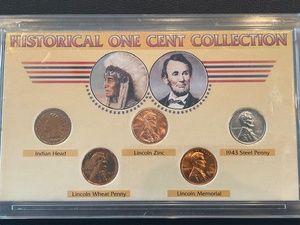 HISTORICAL ONE CENT COLLECTION
Indian Head
Lincoln Zinc
1943 Steel Penny
Lincoln Wheat Penny
Lincoln Memorial